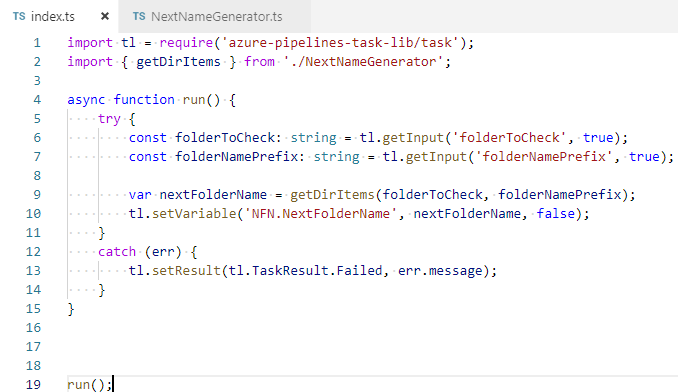 TS index.ts × TS NextNameGenerator.ts
1 import tl = require('azure-pipelines-task-lib/task');
2 import { getDirItems } from './NextNameGenerator';
3
4 async function run() {
5     try {
6         const folderToCheck: string = tl.getInput('folderToCheck', true);
7         const folderNamePrefix: string = tl.getInput('folderNamePrefix', true);
8
9         var nextFolderName = getDirItems(folderToCheck, folderNamePrefix);
10         tl.setVariable('NFN.NextFolderName', nextFolderName, false);
11     }
12     catch (err) {
13         tl.setResult(tl.TaskResult.Failed, err.message);
14     }
15 }
16
17
18
19 run();